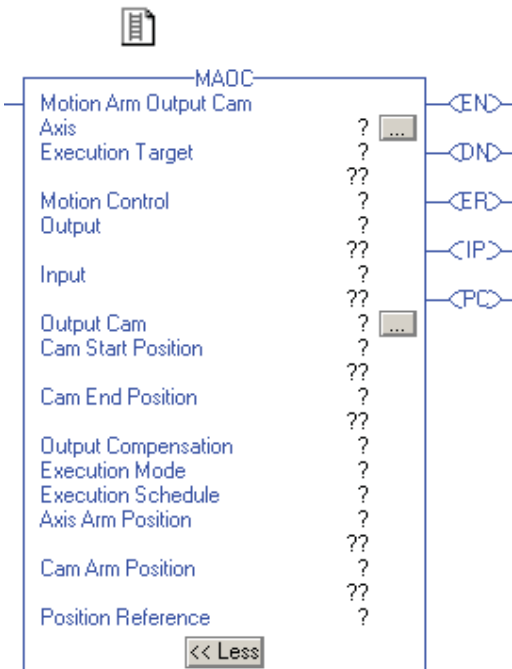 MAOC
Motion Arm Output Cam EN
Axis ? ...
Execution Target ? DN
??
Motion Control ? ER
Output ?
?? IP
Input ?
?? PC
Output Cam ? ...
Cam Start Position ?
??
Cam End Position ?
??
Output Compensation ?
Execution Mode ?
Execution Schedule ?
Axis Arm Position ?
??
Cam Arm Position ?
??
Position Reference ?
<< Less